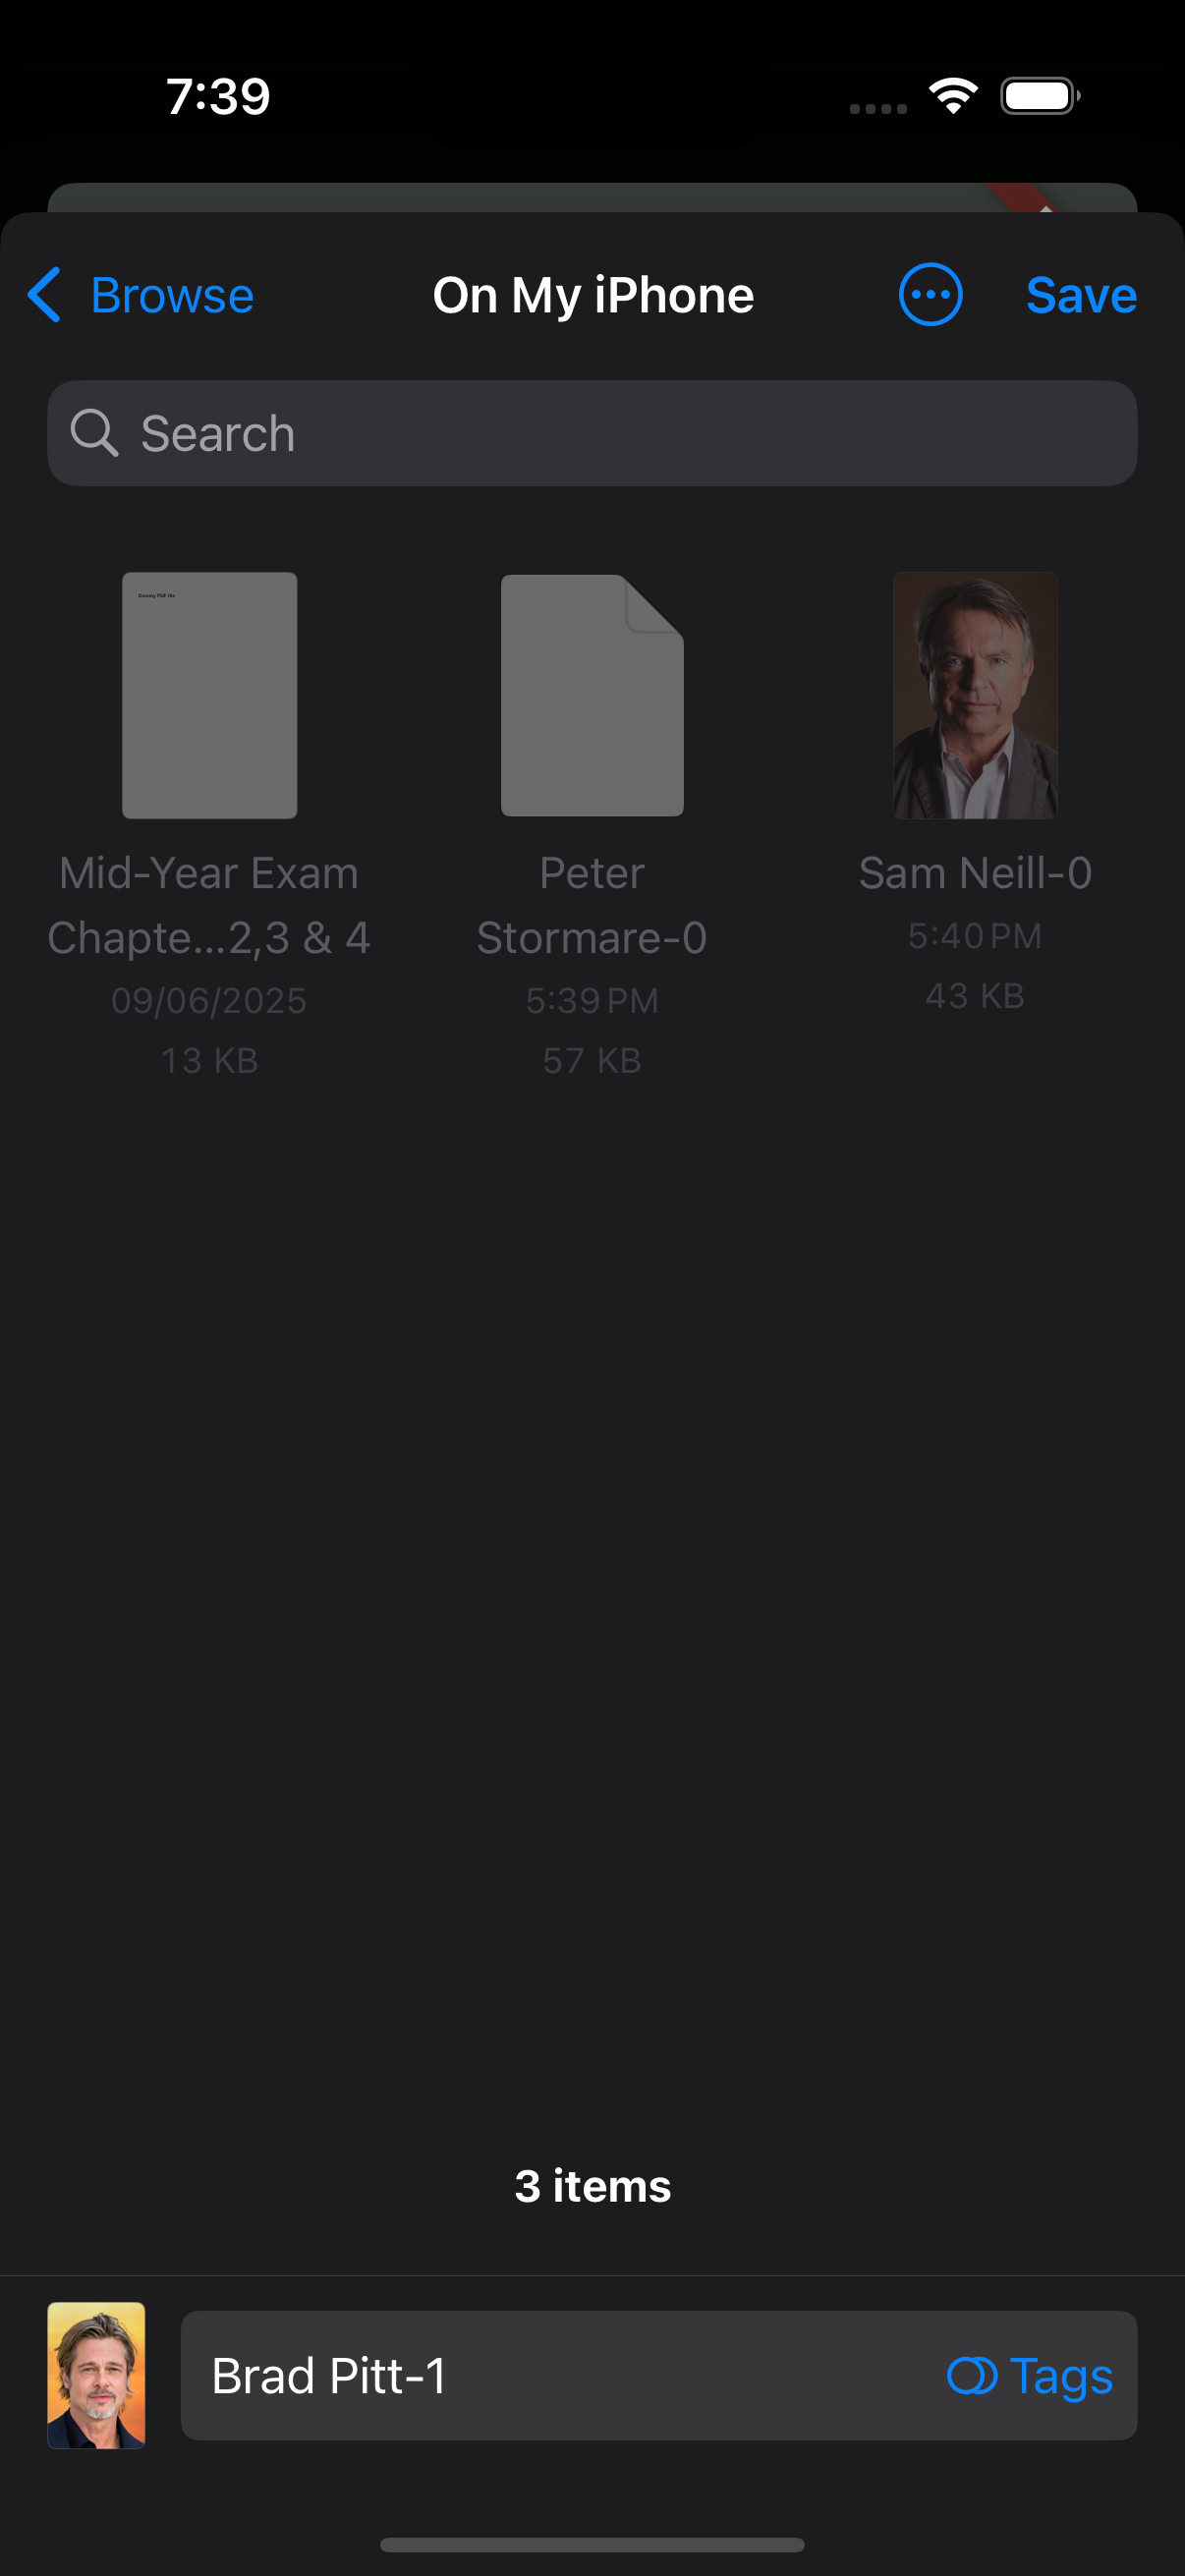 7:39
Browse
On My iPhone
Save
Search
Dummy PDF file
Mid-Year Exam
Chapte...2,3 & 4
09/06/2025
13 KB
Peter
Stormare-0
5:39 PM
57 KB
Sam Neill-0
5:40 PM
43 KB
3 items
Brad Pitt-1
Tags